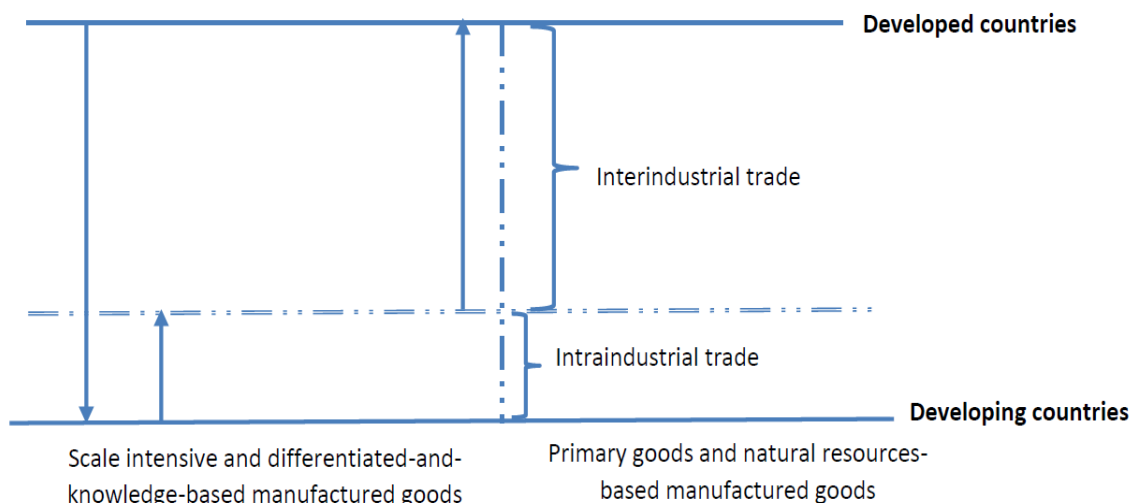 Developed countries
Interindustrial trade
Intraindustrial trade
Developing countries
Scale intensive and differentiated-and-
knowledge-based manufactured goods
Primary goods and natural resources-
based manufactured goods